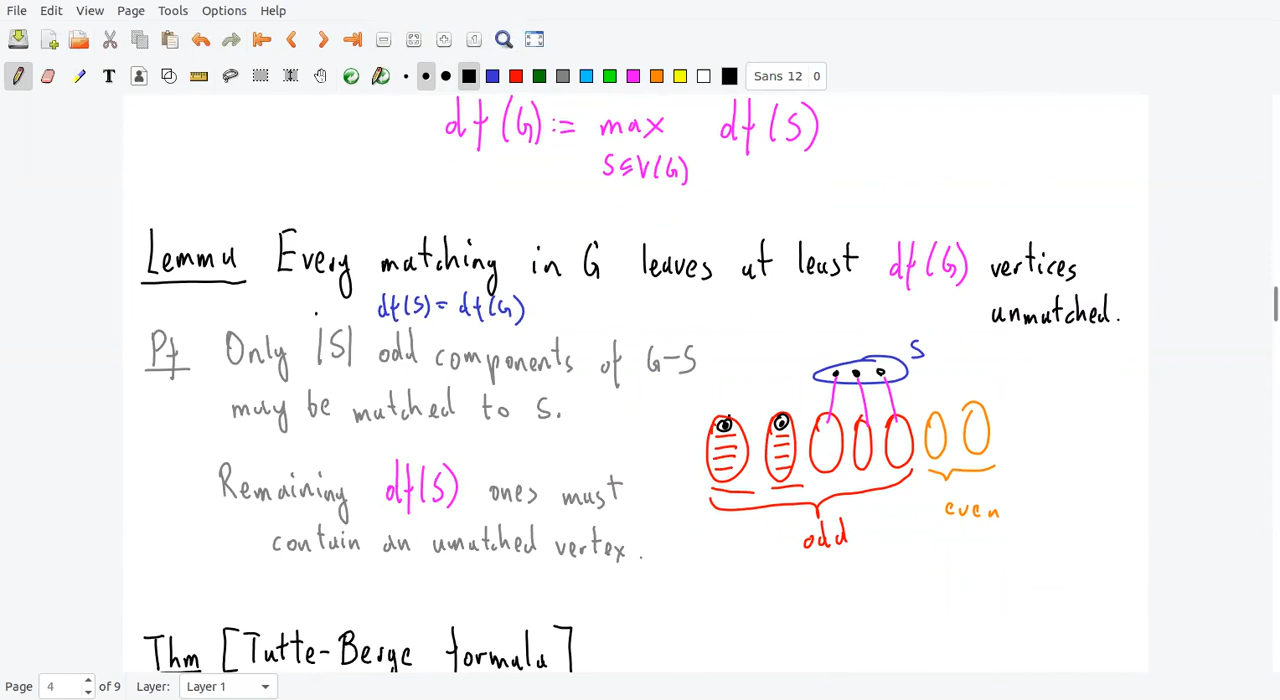 File Edit View Page Tools Options Help
Sans 12 0
df(G) := max df(S)
S⊆V(G)
Lemma Every matching in G leaves at least df(G) vertices
unmatched.
df(S) = df(G)
Pf Only |S| odd components of G-S
may be matched to S.
Remaining df(S) ones must
contain an unmatched vertex.
S
odd
even
Thm [Tutte-Berge formula]
Page 4 of 9 Layer: Layer 1